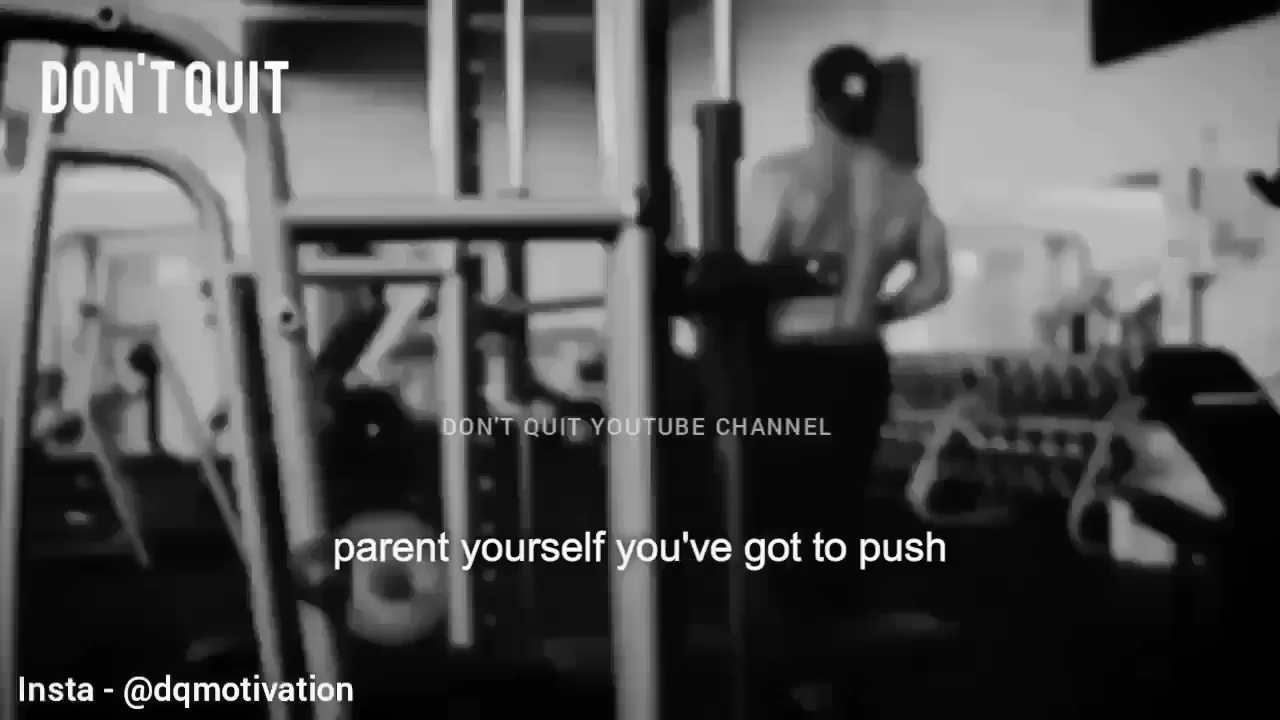 DON'T QUIT
DON'T QUIT YOUTUBE CHANNEL
parent yourself you've got to push
Insta - @dqmotivation